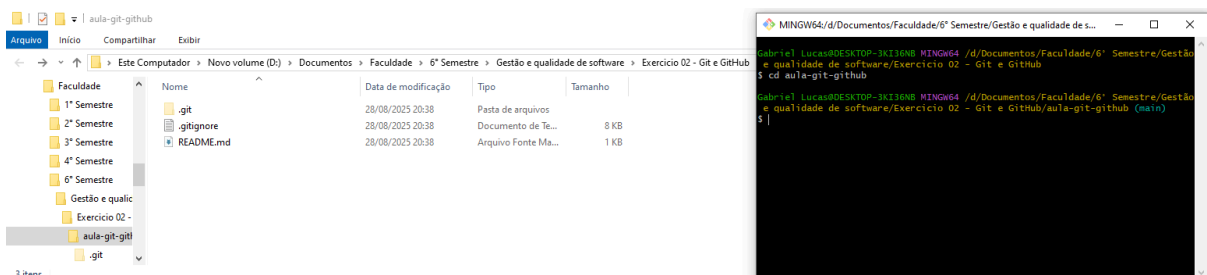 aula-git-github
Arquivo Início Compartilhar Exibir
Este Computador > Novo volume (D:) > Documentos > Faculdade > 6° Semestre > Gestão e qualidade de software > Exercicio 02 - Git e GitHub
Faculdade
1° Semestre
2° Semestre
3° Semestre
4° Semestre
6° Semestre
Gestão e qualic
Exercicio 02 -
aula-git-gitl
.git
3 itens
Nome Data de modificação Tipo Tamanho
.git 28/08/2025 20:38 Pasta de arquivos
.gitignore 28/08/2025 20:38 Documento de Te... 8 KB
README.md 28/08/2025 20:38 Arquivo Fonte Ma... 1 KB
MINGW64:/d/Documentos/Faculdade/6° Semestre/Gestão e qualidade de s...
Gabriel Lucas@DESKTOP-3KI36NB MINGW64 /d/Documentos/Faculdade/6° Semestre/Gestão
e qualidade de software/Exercicio 02 - Git e GitHub
$ cd aula-git-github
Gabriel Lucas@DESKTOP-3KI36NB MINGW64 /d/Documentos/Faculdade/6° Semestre/Gestão
e qualidade de software/Exercicio 02 - Git e GitHub/aula-git-github (main)
$